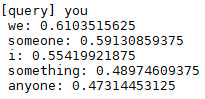 [query] you
we: 0.6103515625
someone: 0.59130859375
i: 0.55419921875
something: 0.48974609375
anyone: 0.47314453125